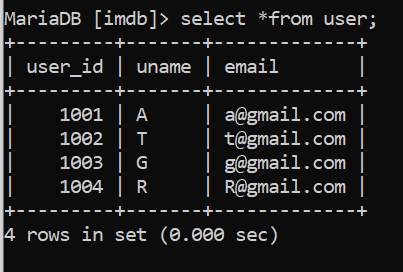 MariaDB [imdb]> select *from user;
+---------+-------+-------------+
| user_id | uname | email       |
+---------+-------+-------------+
|    1001 | A     | a@gmail.com |
|    1002 | T     | t@gmail.com |
|    1003 | G     | g@gmail.com |
|    1004 | R     | R@gmail.com |
+---------+-------+-------------+
4 rows in set (0.000 sec)